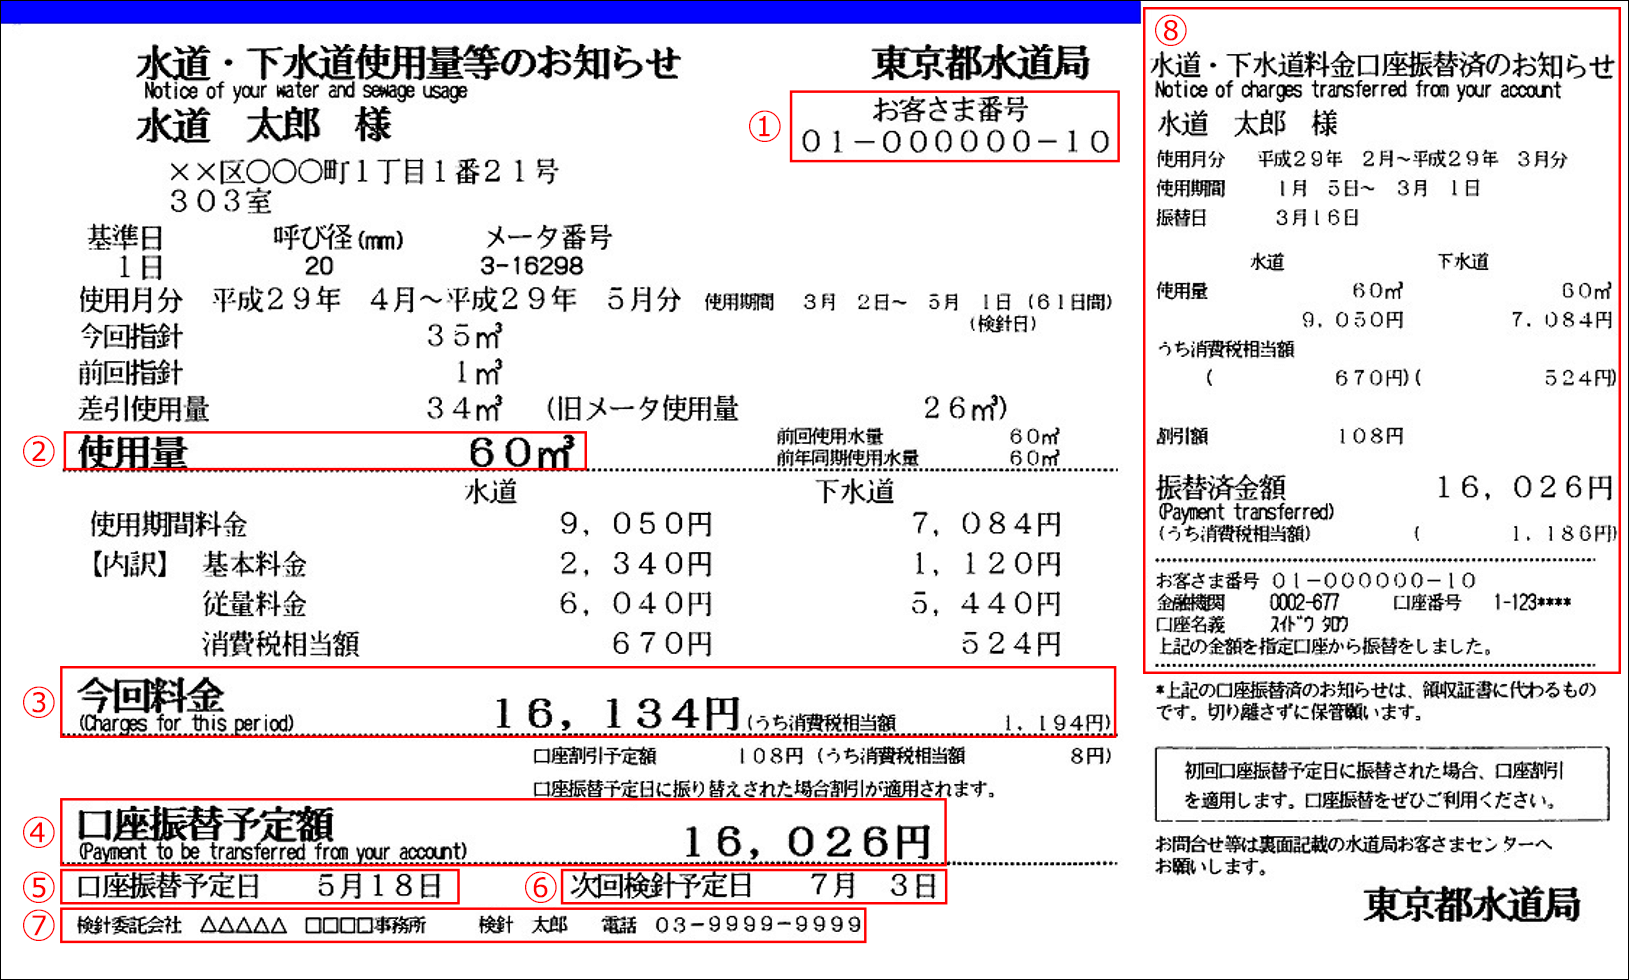 水道・下水道使用量等のお知らせ
Notice of your water and sewage usage
東京都水道局
水道　太郎　様
①
お客さま番号
０１－００００００－１０
××区○○○町１丁目１番２１号
３０３室
基準日　呼び径(mm)　メータ番号
１日　20　3-16298
使用月分　平成２９年　４月～平成２９年　５月分　使用期間　３月　２日～　５月　１日（６１日間）
（検針日）
今回指針　３５㎥
前回指針　１㎥
差引使用量　３４㎥　（旧メータ使用量　２６㎥）
②
使用量　６０㎥
前回使用水量　６０㎥
前年同期使用水量　６０㎥
水道　下水道
使用期間料金　９，０５０円　７，０８４円
【内訳】　基本料金　２，３４０円　１，１２０円
従量料金　６，０４０円　５，４４０円
消費税相当額　６７０円　５２４円
③
今回料金　１６，１３４円（うち消費税相当額　１，１９４円）
(Charges for this period)
口座割引予定額　１０８円（うち消費税相当額　８円）
口座振替予定日に振り替えされた場合割引が適用されます。
④
口座振替予定額　１６，０２６円
(Payment to be transferred from your account)
⑤ 口座振替予定日　５月１８日
⑥ 次回検針予定日　７月　３日
⑦ 検針委託会社　△△△△△　□□□□事務所　検針　太郎　電話　０３－９９９９－９９９９
⑧
水道・下水道料金口座振替済のお知らせ
Notice of charges transferred from your account
水道　太郎　様
使用月分　平成２９年　２月～平成２９年　３月分
使用期間　１月　５日～　３月　１日
振替日　３月１６日
水道　下水道
使用量　６０㎥　６０㎥
９，０５０円　７，０８４円
うち消費税相当額
（　６７０円）（　５２４円）
割引額　１０８円
振替済金額　１６，０２６円
(Payment transferred)
（うち消費税相当額）　（　１，１８６円）
お客さま番号　０１－００００００－１０
金融機関　0002-677　口座番号　1-123****
口座名義　ｽｲﾄﾞｳ ﾀﾛｳ
上記の金額を指定口座から振替をしました。
*上記の口座振替済のお知らせは、領収証書に代わるもの
です。切り離さずに保管願います。
初回口座振替予定日に振替された場合、口座割引
を適用します。口座振替をぜひご利用ください。
お問合せ等は裏面記載の水道局お客さまセンターへ
お願いします。
東京都水道局